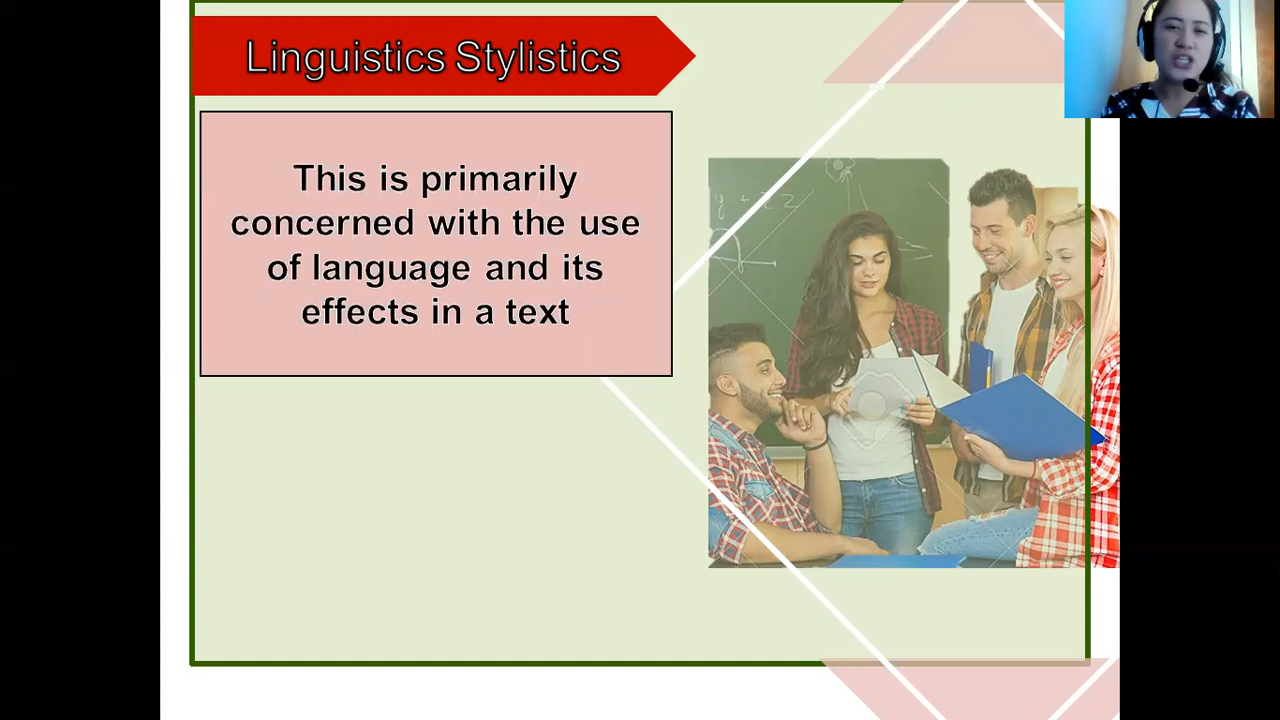 Linguistics Stylistics
This is primarily
concerned with the use
of language and its
effects in a text